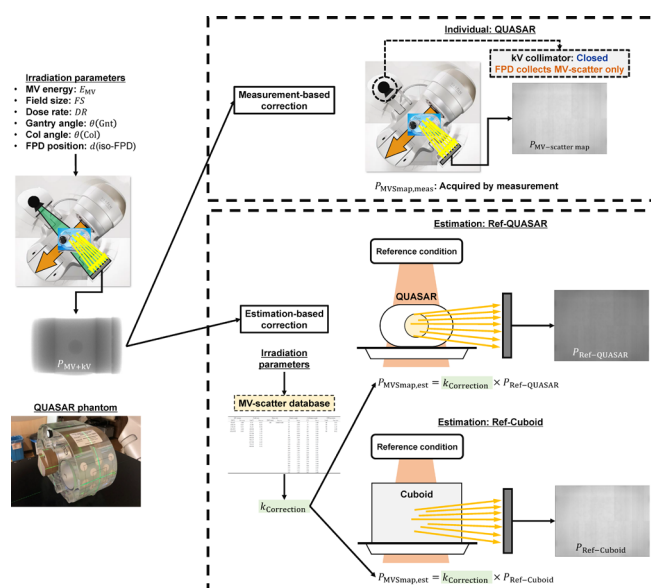 Irradiation parameters
• MV energy: E_MV
• Field size: FS
• Dose rate: DR
• Gantry angle: θ(Gnt)
• Col angle: θ(Col)
• FPD position: d(iso-FPD)
P_MV+kV
QUASAR phantom
Measurement-based
correction
Individual: QUASAR
kV collimator: Closed
FPD collects MV-scatter only
P_MV−scatter map
P_MVSmap,meas: Acquired by measurement
Estimation-based
correction
Irradiation
parameters
MV-scatter database
k_Correction
Estimation: Ref-QUASAR
Reference condition
QUASAR
P_Ref−QUASAR
P_MVSmap,est = k_Correction × P_Ref−QUASAR
Estimation: Ref-Cuboid
Reference condition
Cuboid
P_Ref−Cuboid
P_MVSmap,est = k_Correction × P_Ref−Cuboid